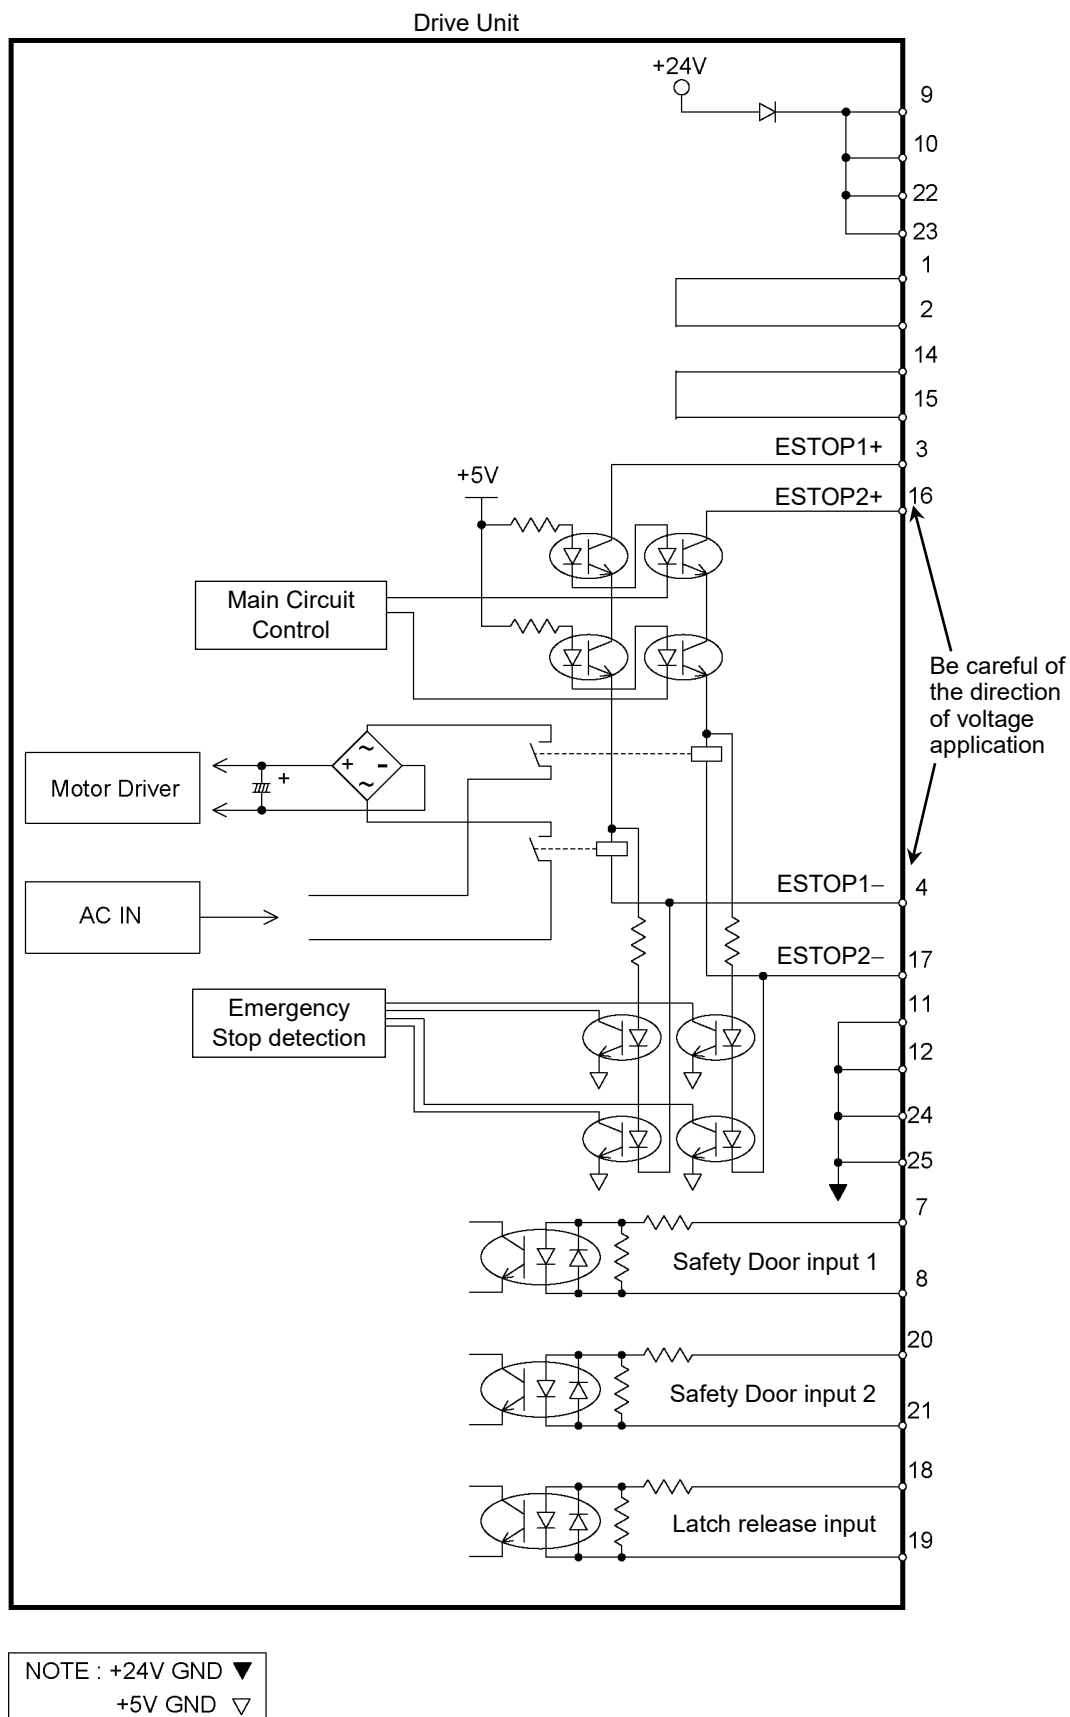 Drive Unit
+24V
9
10
22
23
1
2
14
15
ESTOP1+
3
+5V
ESTOP2+
16
Main Circuit
Control
Be careful of
the direction
of voltage
application
Motor Driver
+
~
-
~
+
ESTOP1−
4
AC IN
ESTOP2−
17
Emergency
Stop detection
11
12
24
25
7
Safety Door input 1
8
20
Safety Door input 2
21
18
Latch release input
19
NOTE : +24V GND ▼
+5V GND ▽